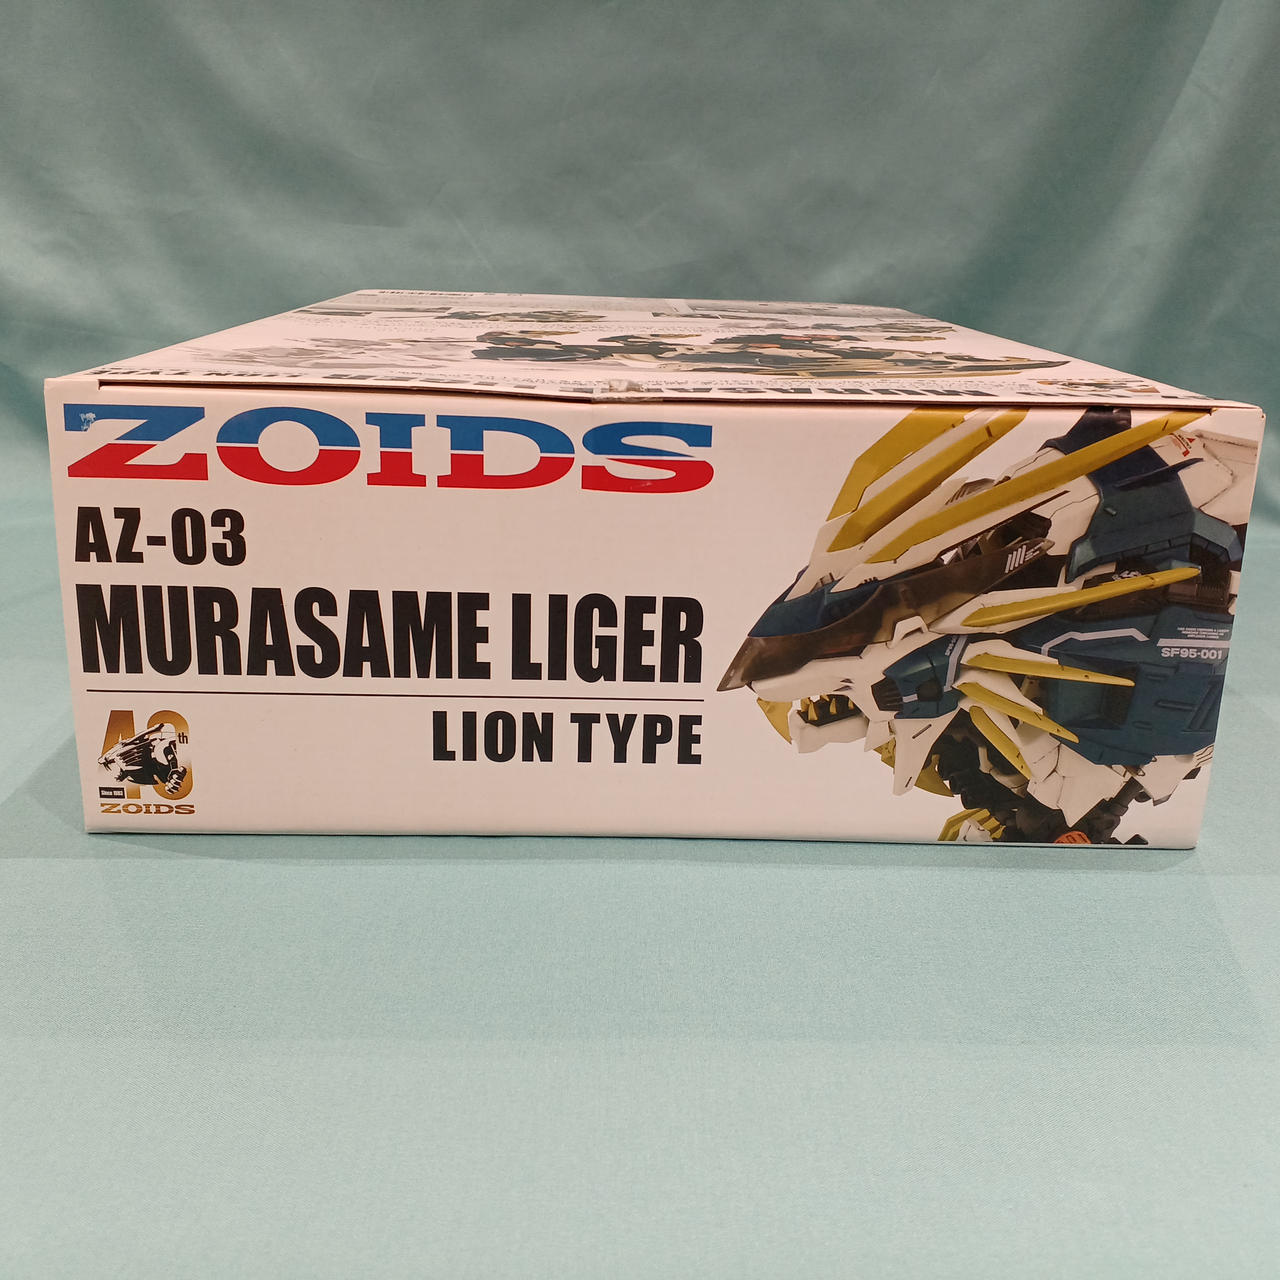 ZOIDS
AZ-03
MURASAME LIGER
LION TYPE
40th
Since 1983
ZOIDS
SF95-001